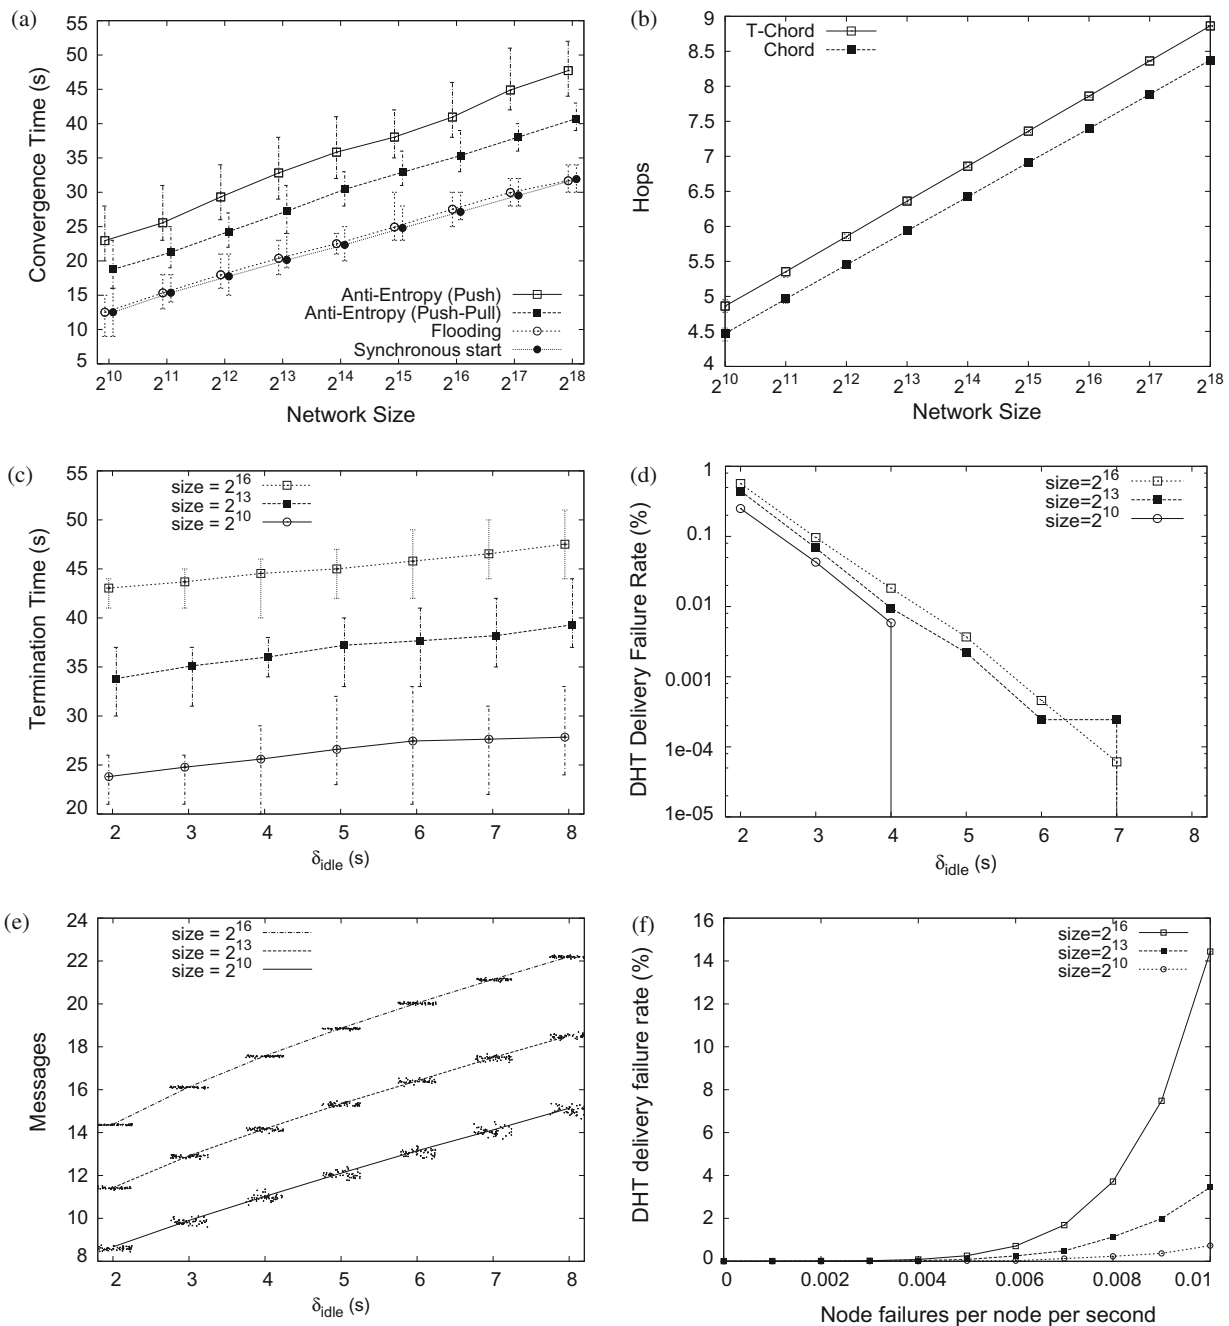 (a)
55
50
45
40
35
30
25
20
15
10
5
Convergence Time (s)
Anti-Entropy (Push)
Anti-Entropy (Push-Pull)
Flooding
Synchronous start
2^10 2^11 2^12 2^13 2^14 2^15 2^16 2^17 2^18
Network Size
(b)
9
8.5
8
7.5
7
6.5
6
5.5
5
4.5
4
Hops
T-Chord
Chord
2^10 2^11 2^12 2^13 2^14 2^15 2^16 2^17 2^18
Network Size
(c)
55
50
45
40
35
30
25
20
Termination Time (s)
size = 2^16
size = 2^13
size = 2^10
2 3 4 5 6 7 8
δidle (s)
(d)
1
0.1
0.01
0.001
1e-04
1e-05
DHT Delivery Failure Rate (%)
size=2^16
size=2^13
size=2^10
2 3 4 5 6 7 8
δidle (s)
(e)
24
22
20
18
16
14
12
10
8
Messages
size = 2^16
size = 2^13
size = 2^10
2 3 4 5 6 7 8
δidle (s)
(f)
16
14
12
10
8
6
4
2
0
DHT delivery failure rate (%)
size=2^16
size=2^13
size=2^10
0 0.002 0.004 0.006 0.008 0.01
Node failures per node per second